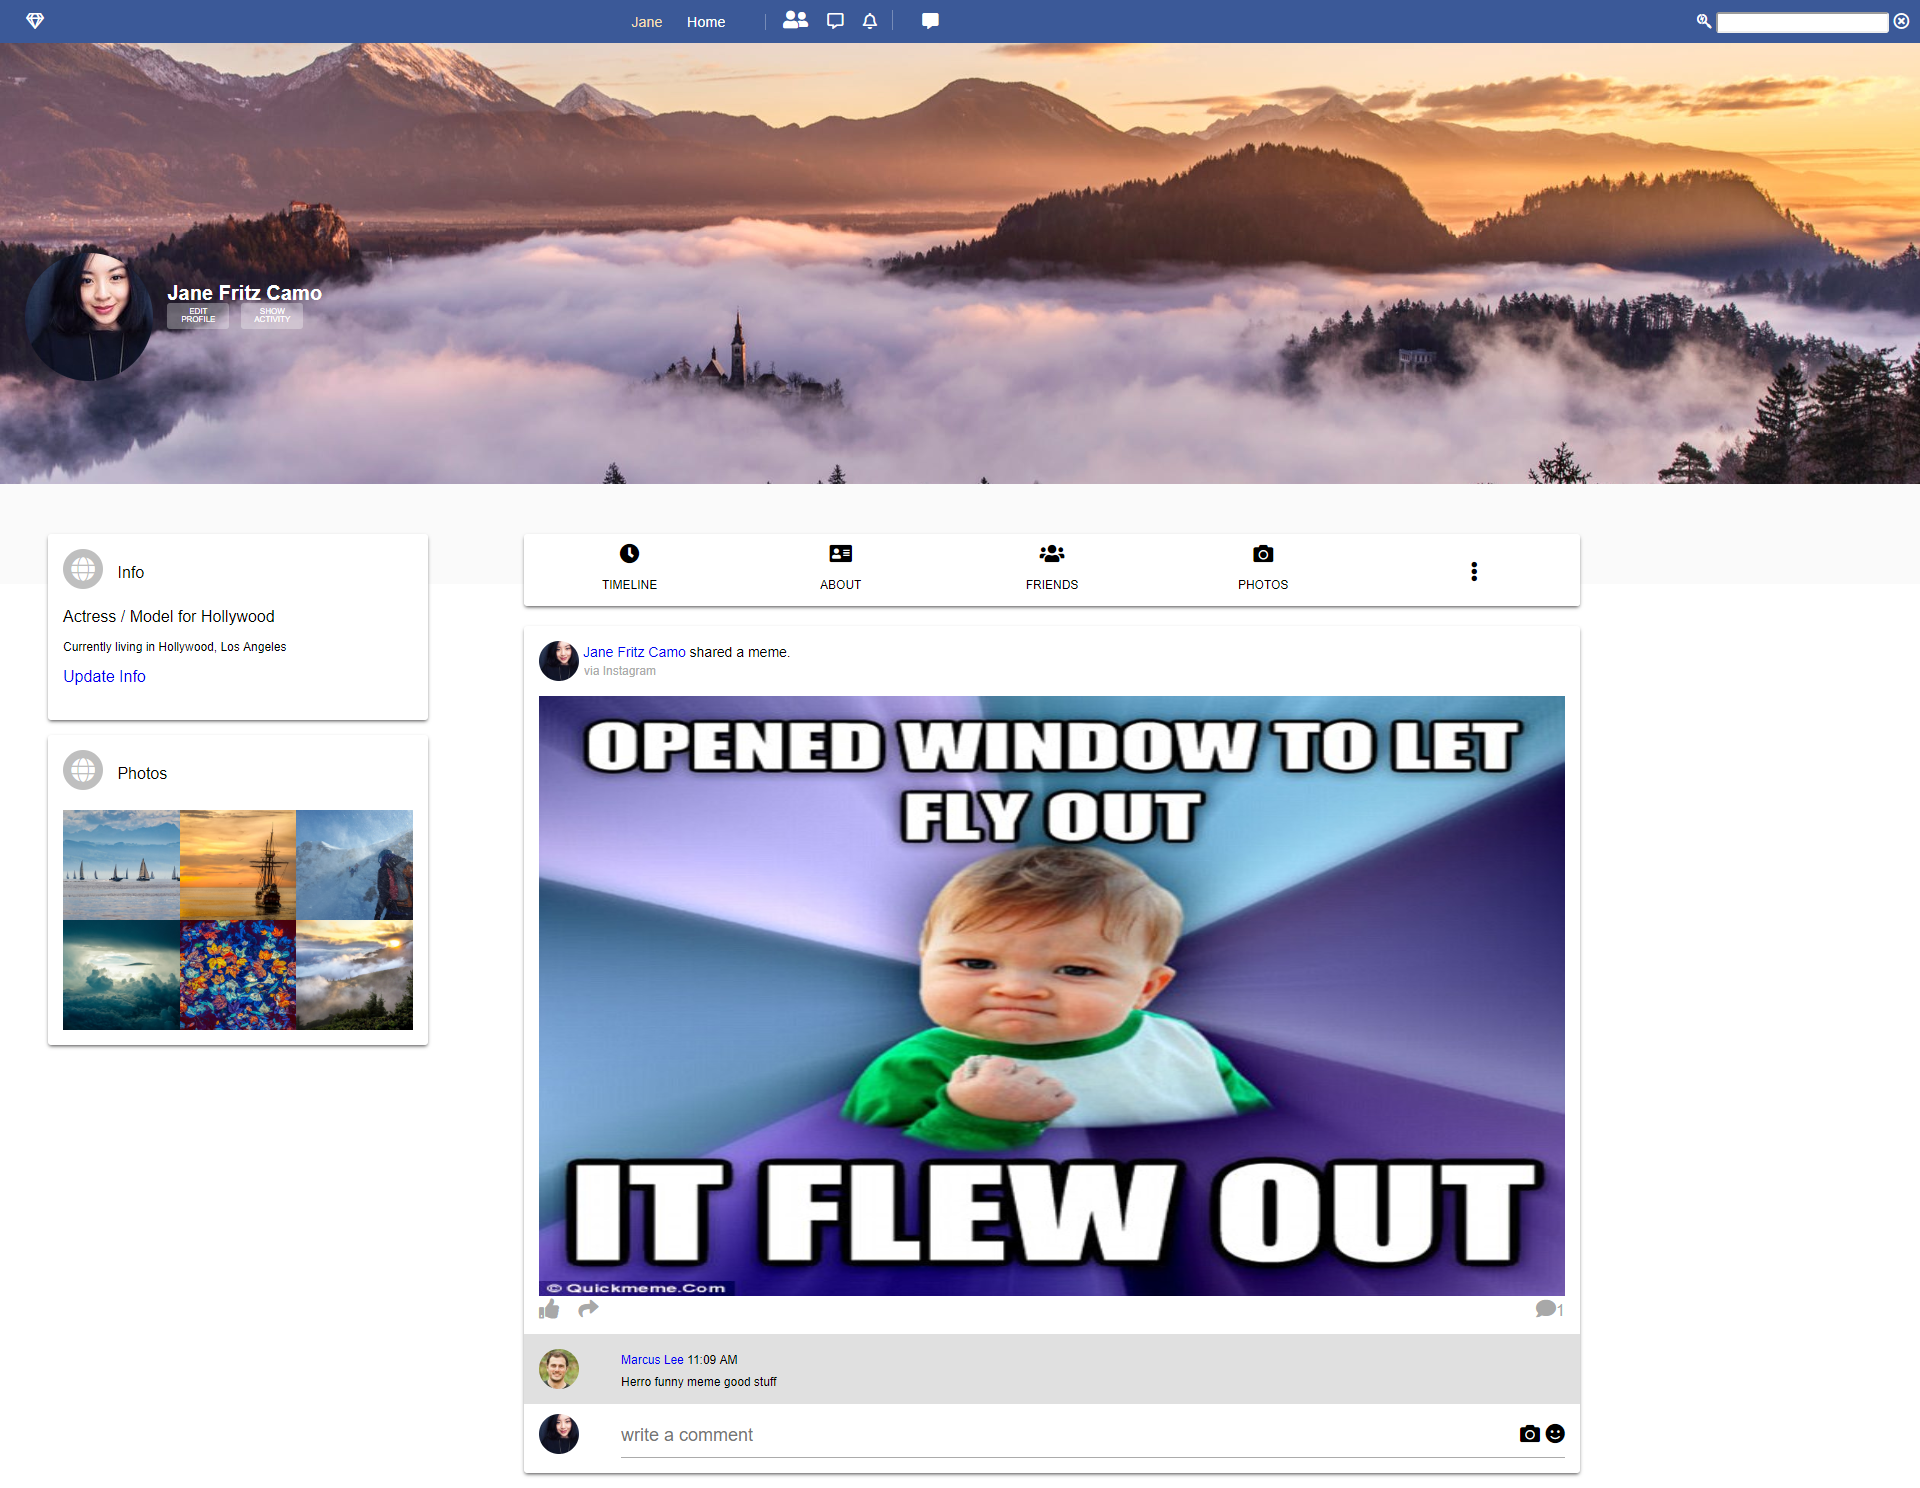 Jane Home
Jane Fritz Camo
EDIT
PROFILE
SHOW
ACTIVITY
Info
Actress / Model for Hollywood
Currently living in Hollywood, Los Angeles
Update Info
Photos
TIMELINE
ABOUT
FRIENDS
PHOTOS
Jane Fritz Camo shared a meme.
via Instagram
OPENED WINDOW TO LET
FLY OUT
IT FLEW OUT
© Quickmeme.Com
1
Marcus Lee 11:09 AM
Herro funny meme good stuff
write a comment